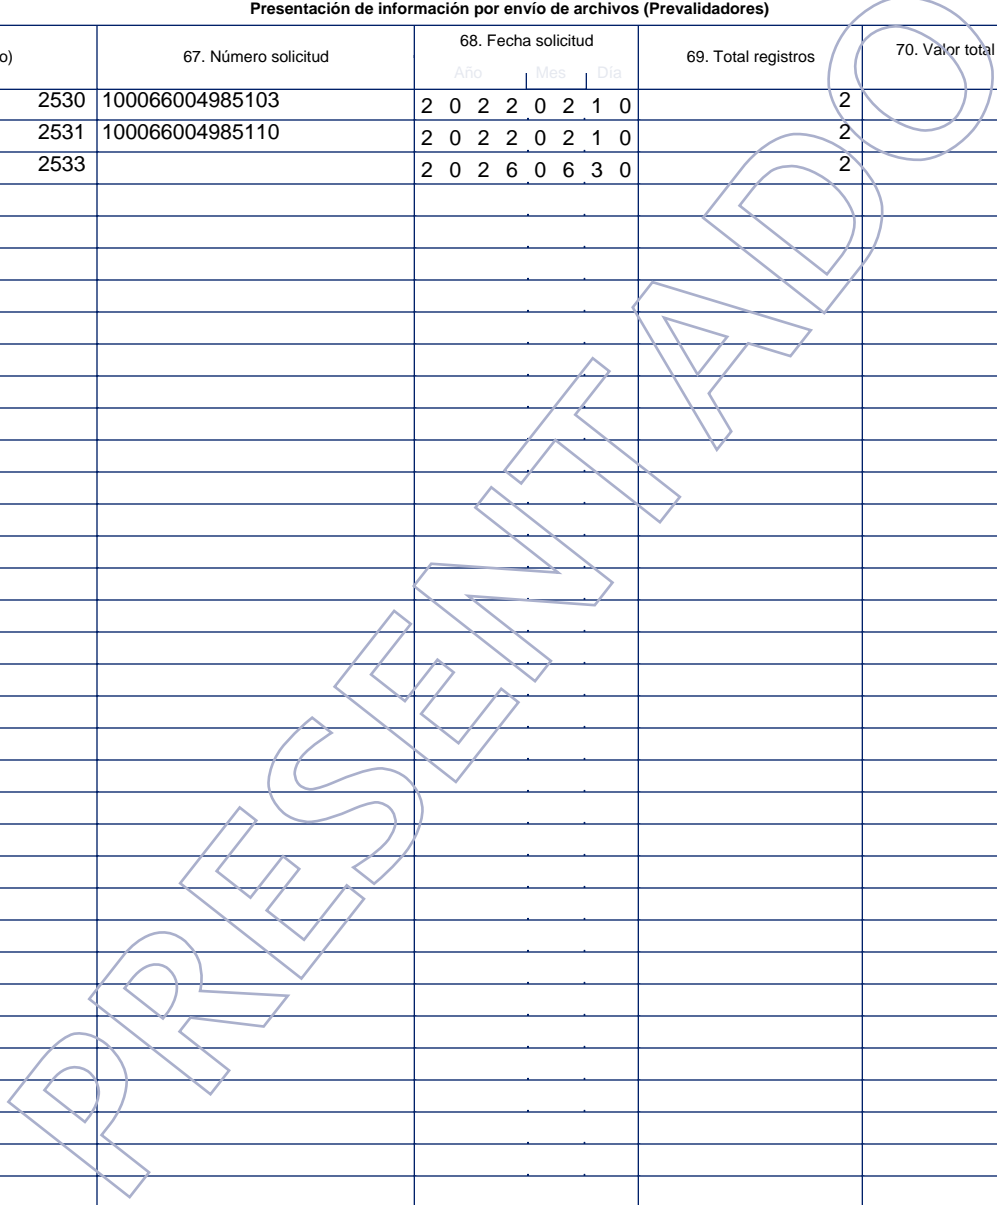 Presentación de información por envío de archivos (Prevalidadores)
o) 67. Número solicitud 68. Fecha solicitud 69. Total registros 70. Valor total
Año Mes Día
2530 100066004985103 2 0 2 2 0 2 1 0 2
2531 100066004985110 2 0 2 2 0 2 1 0 2
2533 2 0 2 6 0 6 3 0 2
PRESENTADO